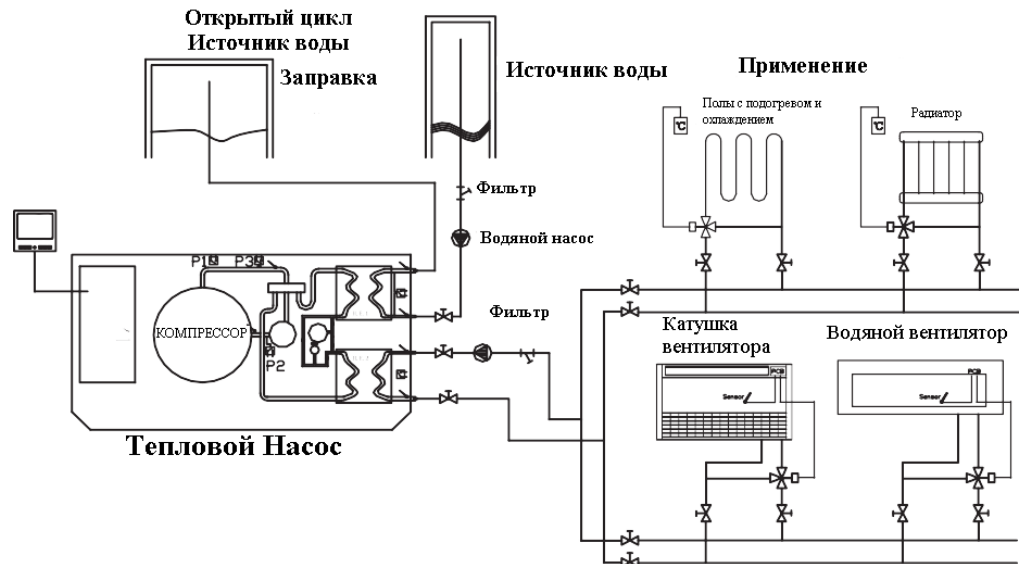 Открытый цикл
Источник воды
Заправка
Источник воды
Применение
Полы с подогревом и
охлаждением
Радиатор
°C
°C
Фильтр
Водяной насос
P1
P3
КОМПРЕССОР
P2
Фильтр
Катушка
вентилятора
Водяной вентилятор
PCB
Sensor
PCB
Sensor
Тепловой Насос